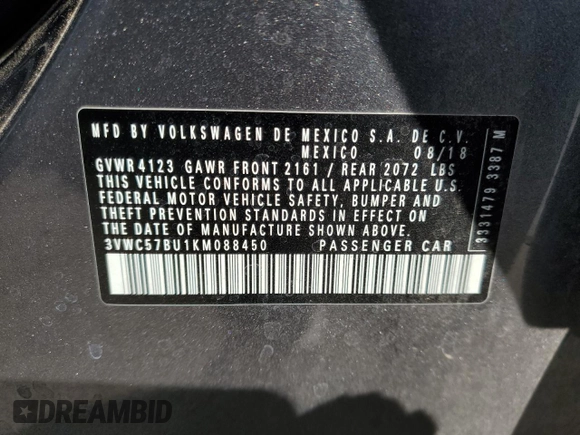 MFD BY VOLKSWAGEN DE MEXICO S.A. DE C.V.
MEXICO 08/18
GVWR 4123 GAWR FRONT 2161 / REAR 2072 LBS
THIS VEHICLE CONFORMS TO ALL APPLICABLE U.S.
FEDERAL MOTOR VEHICLE SAFETY, BUMPER AND
THEFT PREVENTION STANDARDS IN EFFECT ON
THE DATE OF MANUFACTURE SHOWN ABOVE.
3VWC57BU1KM088450 PASSENGER CAR
3331479 3387 M
DREAMBID